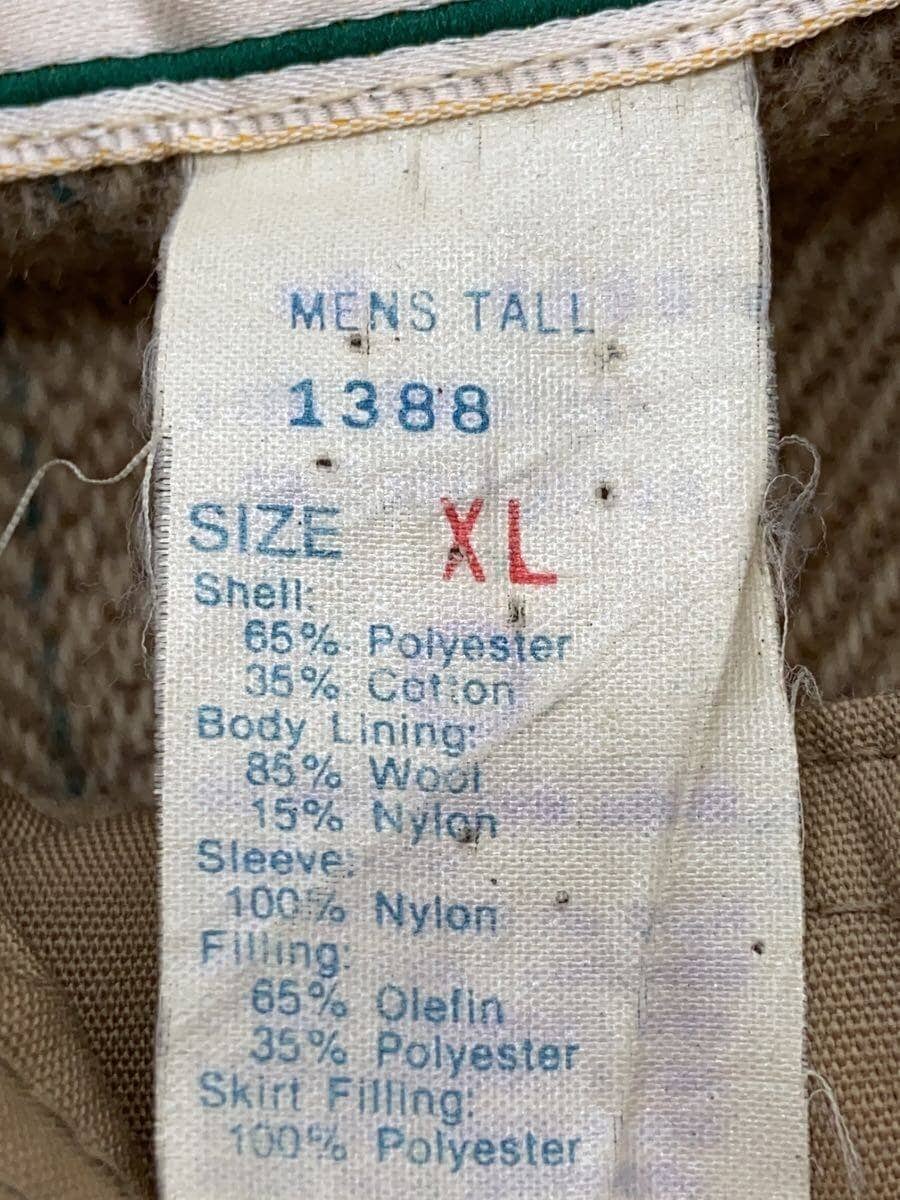 MENS TALL
1388
SIZE XL
Shell:
65% Polyester
35% Cotton
Body Lining:
85% Wool
15% Nylon
Sleeve:
100% Nylon
Filling:
65% Olefin
35% Polyester
Skirt Filling:
100% Polyester